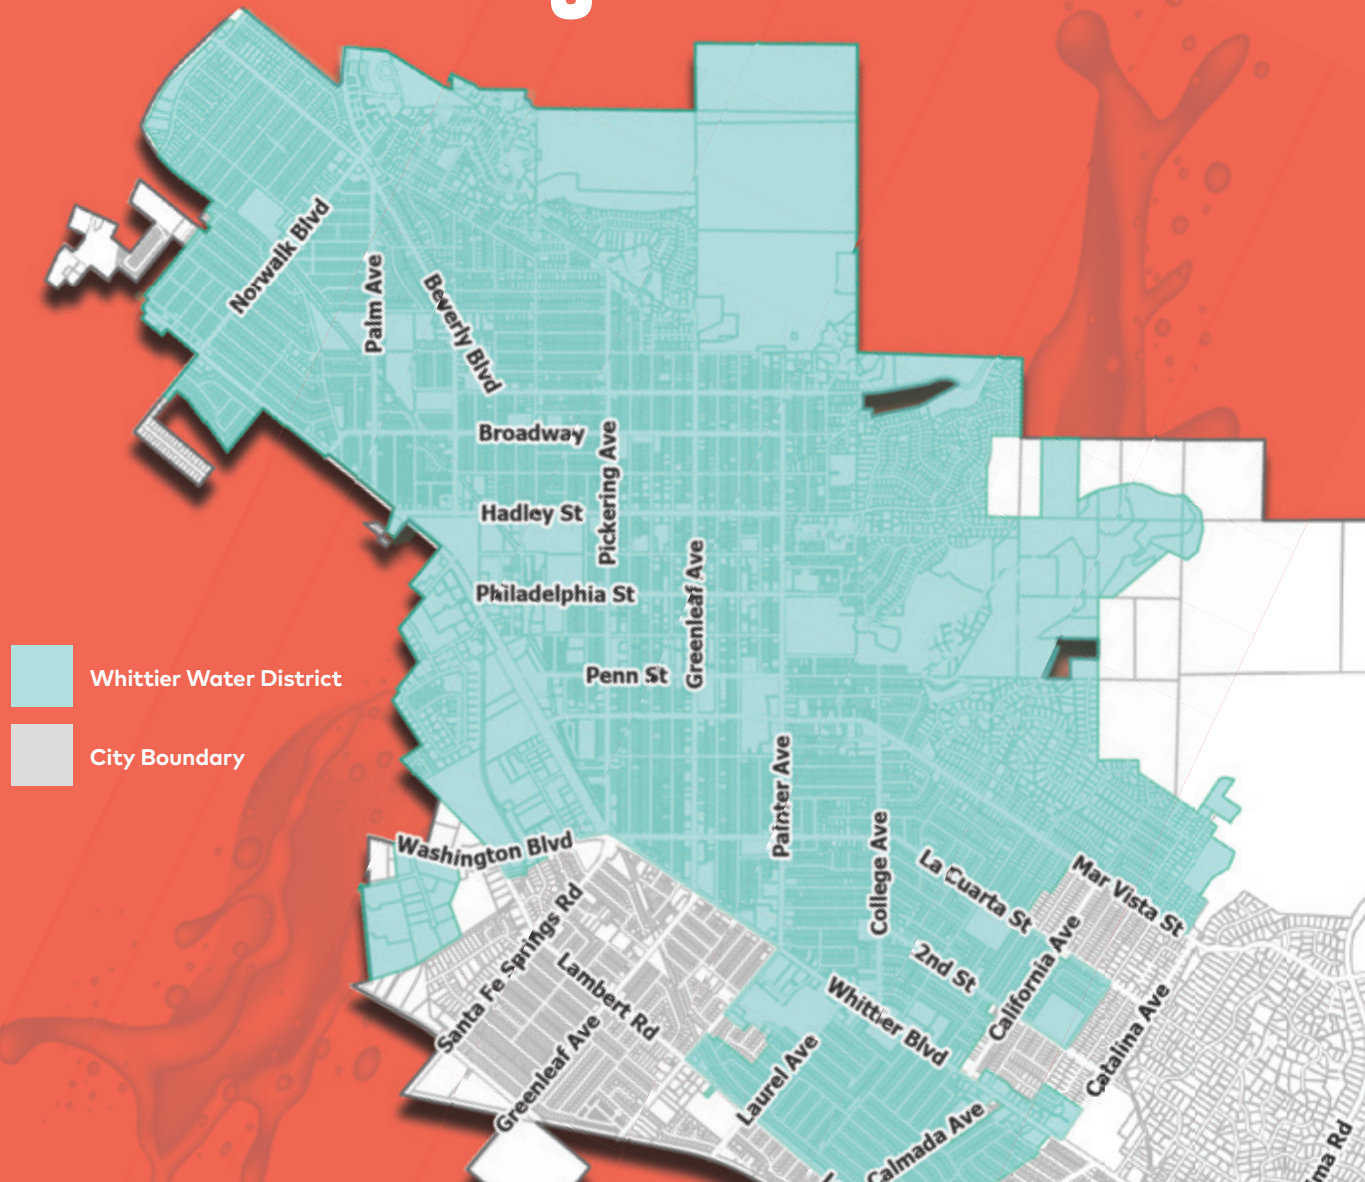 Norwalk Blvd
Palm Ave
Beverly Blvd
Broadway
Pickering Ave
Hadley St
Greenleaf Ave
Philadelphia St
Penn St
Whittier Water District
City Boundary
Painter Ave
Washington Blvd
College Ave
La Cuarta St
Mar Vista St
Santa Fe Springs Rd
California Ave
2nd St
Lambert Rd
Whittier Blvd
Catalina Ave
Greenleaf Ave
Laurel Ave
Calmada Ave
Rd